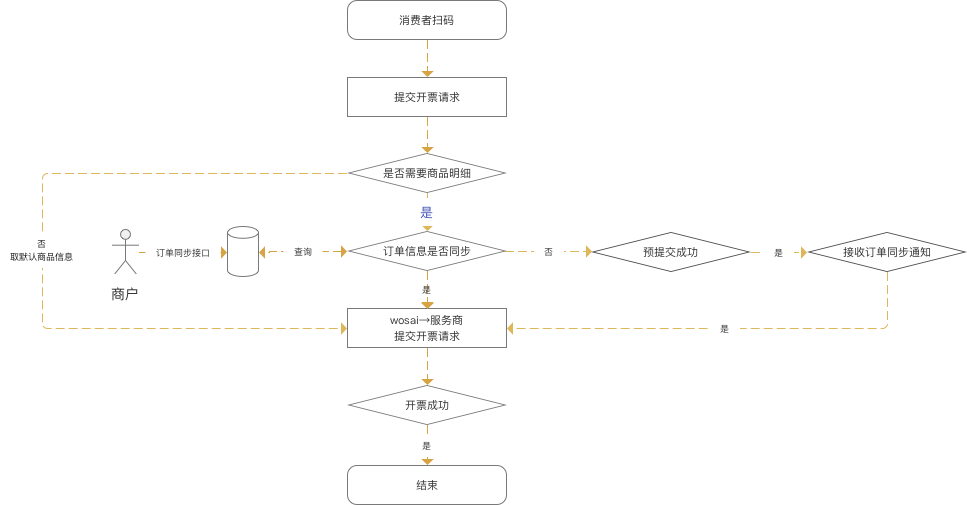 消费者扫码
提交开票请求
是否需要商品明细
是
否
取默认商品信息
商户
订单同步接口
查询
订单信息是否同步
否
预提交成功
是
接收订单同步通知
是
wosai→服务商
提交开票请求
是
开票成功
是
结束